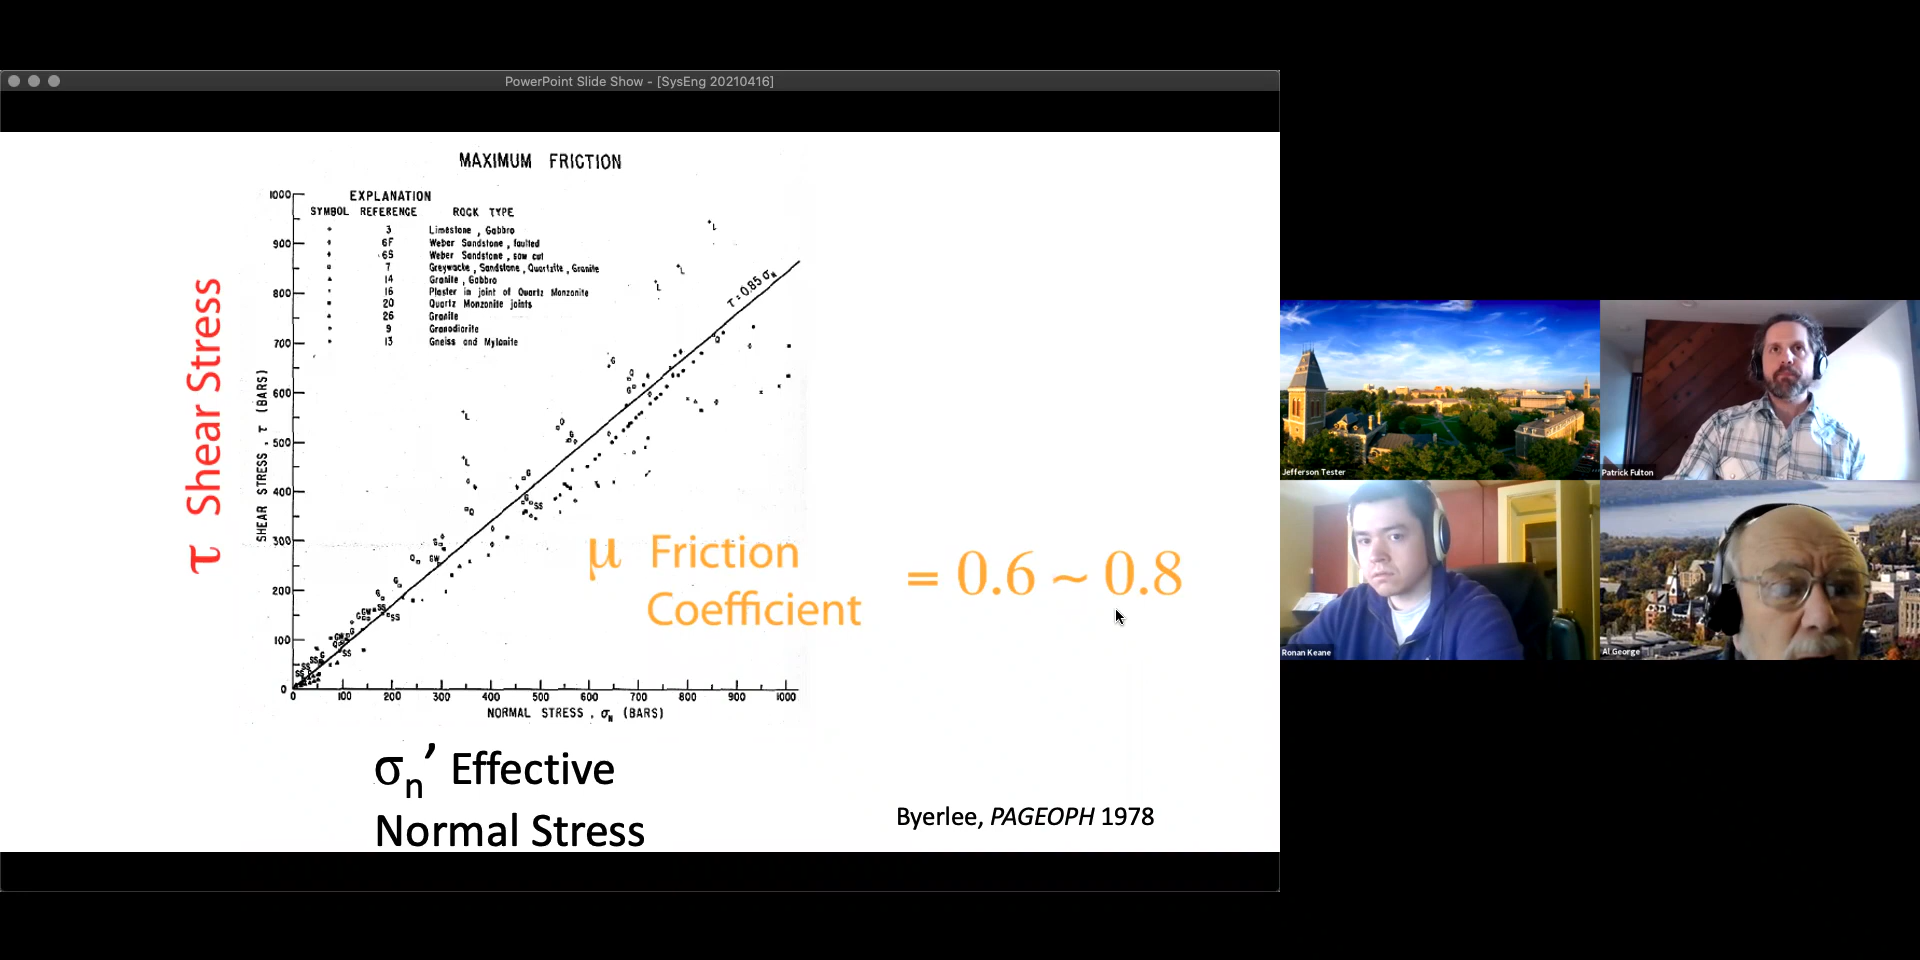 PowerPoint Slide Show - [SysEng 20210416]
MAXIMUM FRICTION
EXPLANATION
SYMBOL REFERENCE ROCK TYPE
3 Limestone, Gabbro
6F Weber Sandstone, faulted
6S Weber Sandstone, saw cut
7 Greywacke, Sandstone, Quartzite, Granite
14 Granite, Gabbro
16 Plaster in joint of Quartz Monzonite
20 Quartz Monzonite joints
26 Granite
9 Granodiorite
13 Gneiss and Mylonite
1000
900
800
700
600
500
400
300
200
100
0
SHEAR STRESS, τ (BARS)
τ Shear Stress
τ = 0.85 σN
0 100 200 300 400 500 600 700 800 900 1000
NORMAL STRESS, σN (BARS)
μ Friction
Coefficient
= 0.6 ~ 0.8
σn’ Effective
Normal Stress
Byerlee, PAGEOPH 1978
Jefferson Tester
Patrick Fulton
Ronan Keane
Al George